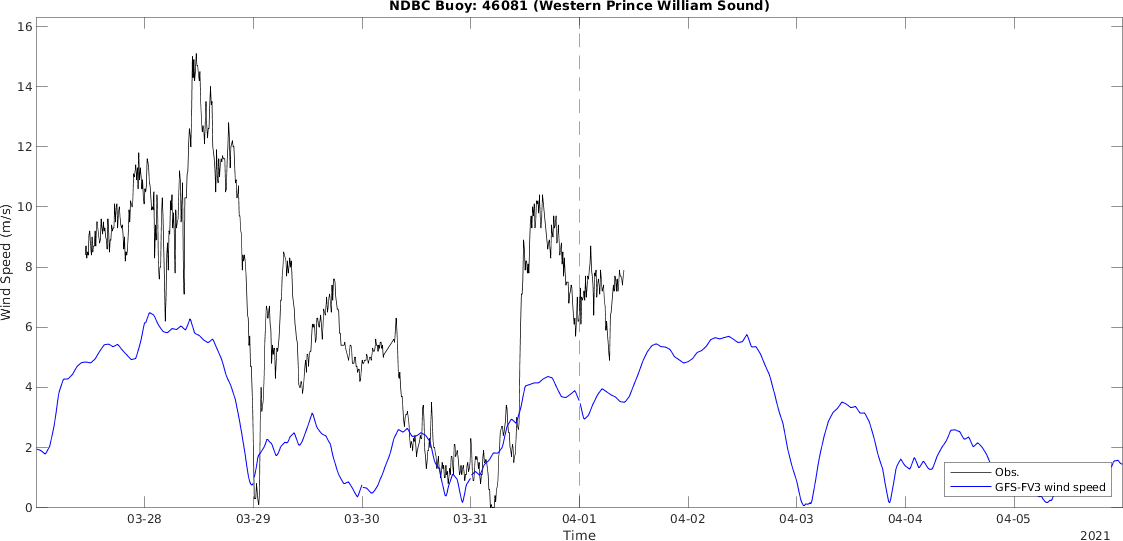 NDBC Buoy: 46081 (Western Prince William Sound)
16
14
12
10
8
6
4
2
0
Wind Speed (m/s)
Obs.
GFS-FV3 wind speed
03-28 03-29 03-30 03-31 04-01 04-02 04-03 04-04 04-05
Time
2021